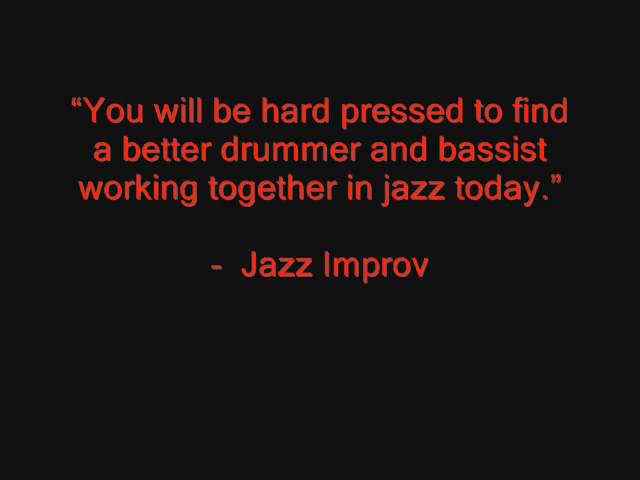 “You will be hard pressed to find
a better drummer and bassist
working together in jazz today.”
- Jazz Improv